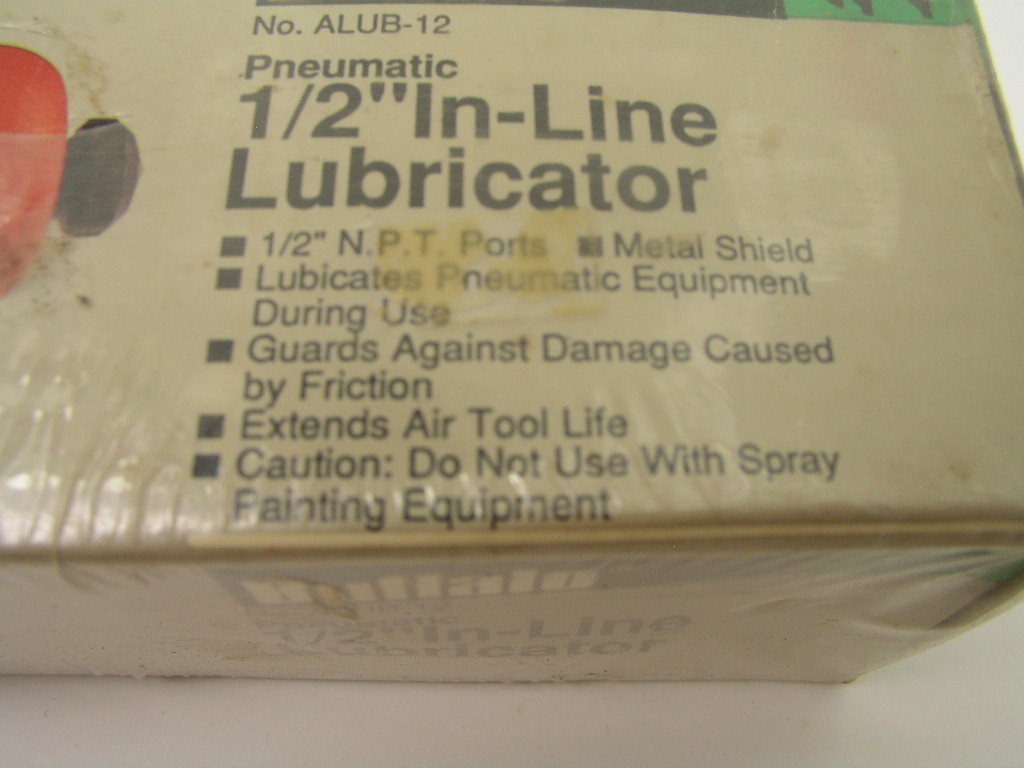 No. ALUB-12
Pneumatic
1/2" In-Line
Lubricator
■ 1/2" N.P.T. Ports ■ Metal Shield
■ Lubicates Pneumatic Equipment
During Use
■ Guards Against Damage Caused
by Friction
■ Extends Air Tool Life
■ Caution: Do Not Use With Spray
Painting Equipment
Buffalo
Pneumatic
1/2" In-Line
Lubricator